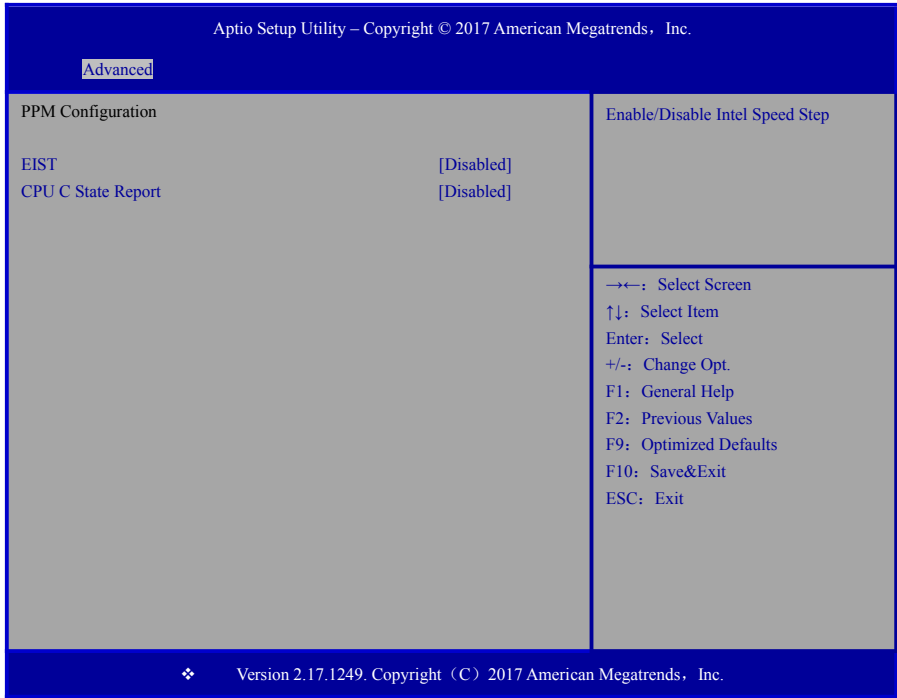 Aptio Setup Utility – Copyright © 2017 American Megatrends，Inc.
Advanced
PPM Configuration
EIST [Disabled]
CPU C State Report [Disabled]
Enable/Disable Intel Speed Step
→←：Select Screen
↑↓：Select Item
Enter：Select
+/-：Change Opt.
F1：General Help
F2：Previous Values
F9：Optimized Defaults
F10：Save&Exit
ESC：Exit
❖ Version 2.17.1249. Copyright（C）2017 American Megatrends，Inc.